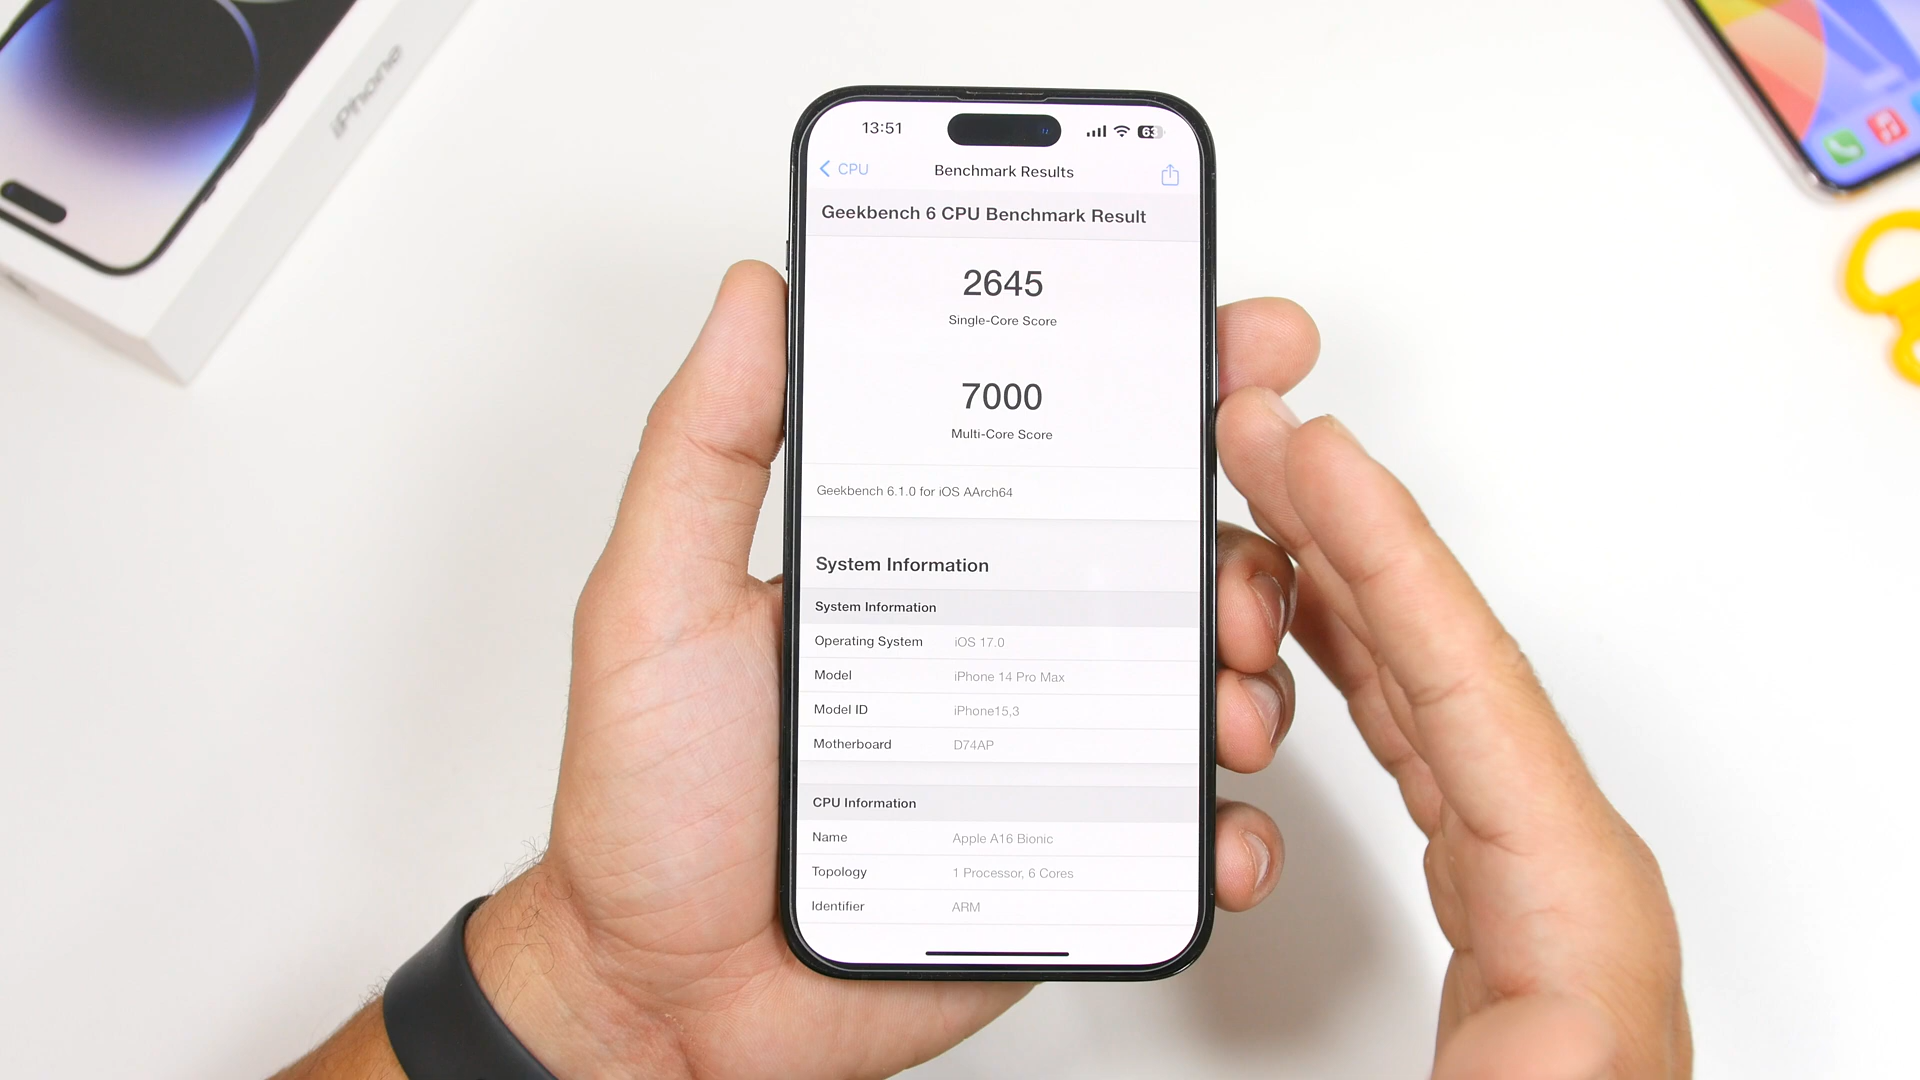 iPhone
13:51
63
CPU
Benchmark Results
Geekbench 6 CPU Benchmark Result
2645
Single-Core Score
7000
Multi-Core Score
Geekbench 6.1.0 for iOS AArch64
System Information
System Information
Operating System iOS 17.0
Model iPhone 14 Pro Max
Model ID iPhone15,3
Motherboard D74AP
CPU Information
Name Apple A16 Bionic
Topology 1 Processor, 6 Cores
Identifier ARM